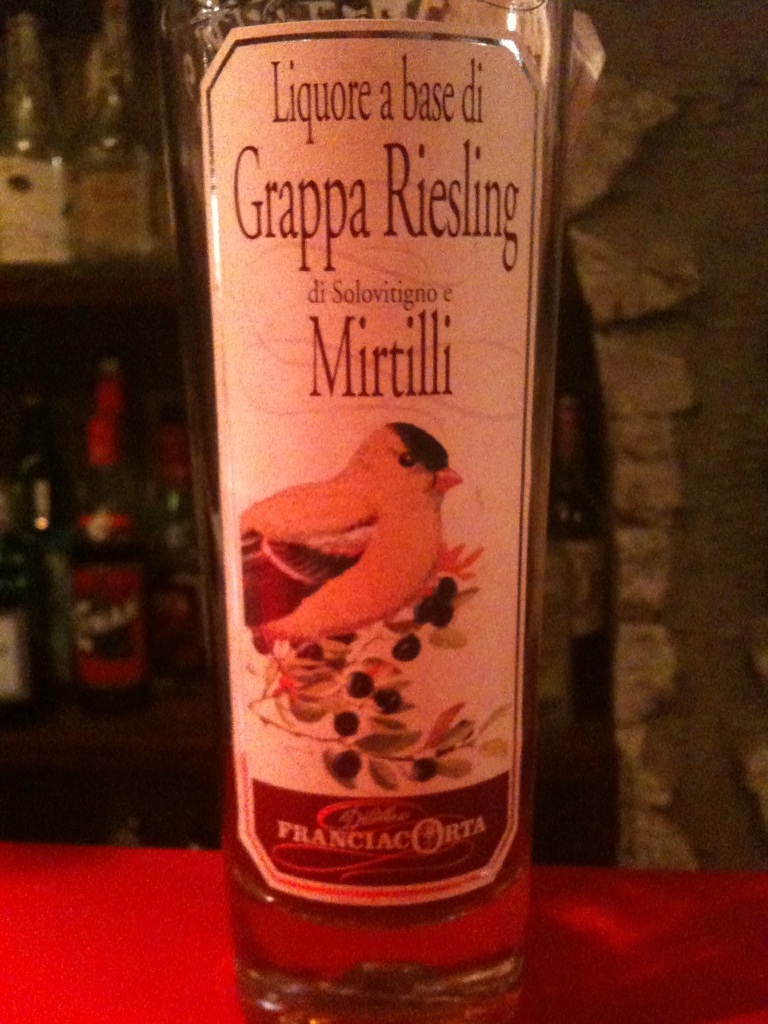 Liquore a base di
Grappa Riesling
di Solovitigno e
Mirtilli
FRANCIACORTA